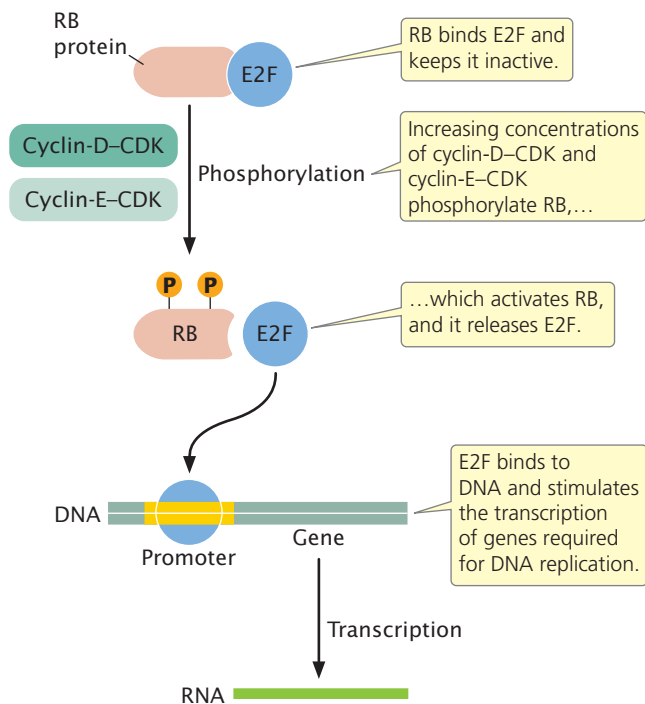 RB
protein
E2F
RB binds E2F and
keeps it inactive.
Cyclin-D–CDK
Cyclin-E–CDK
Phosphorylation
Increasing concentrations
of cyclin-D–CDK and
cyclin-E–CDK
phosphorylate RB,...
P
P
RB
E2F
...which activates RB,
and it releases E2F.
DNA
Promoter
Gene
E2F binds to
DNA and stimulates
the transcription
of genes required
for DNA replication.
Transcription
RNA